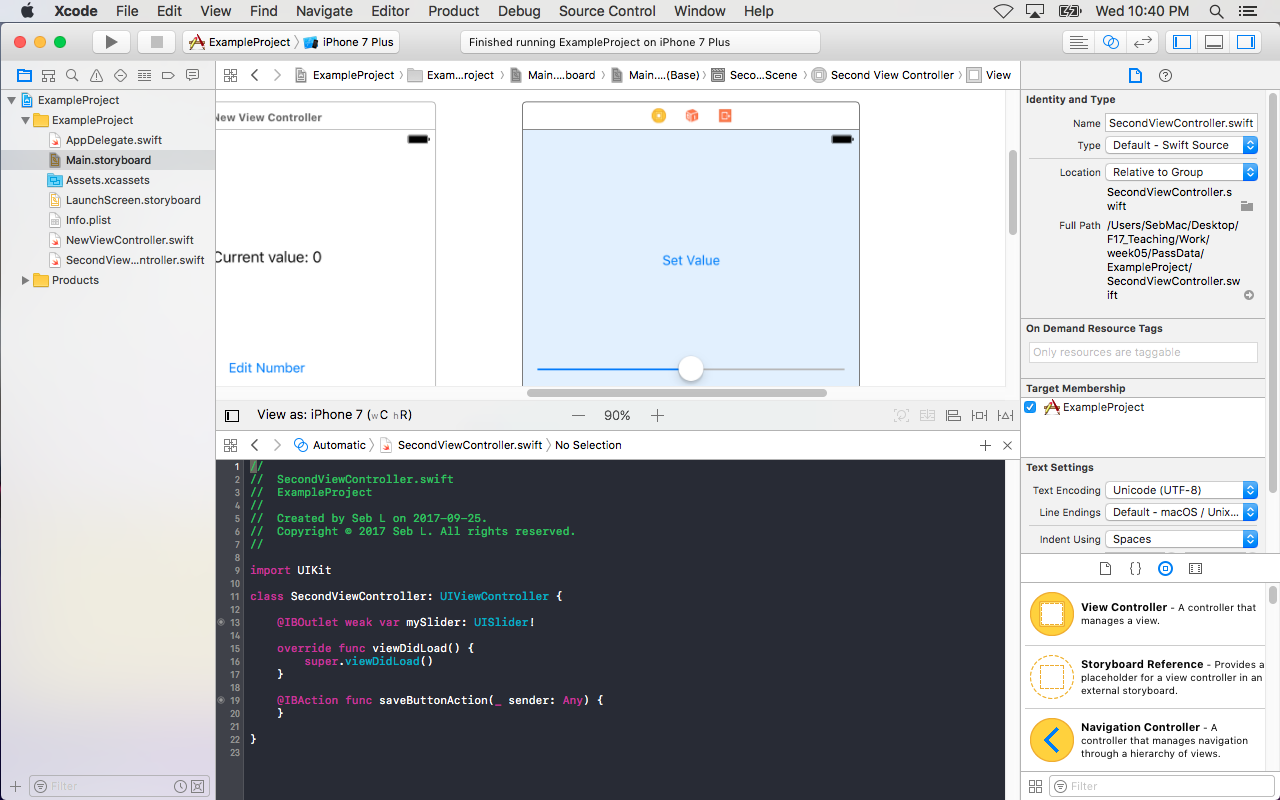 Xcode File Edit View Find Navigate Editor Product Debug Source Control Window Help Wed 10:40 PM
ExampleProject iPhone 7 Plus Finished running ExampleProject on iPhone 7 Plus
ExampleProject Exam...roject Main....board Main....(Base) Seco...Scene Second View Controller View
ExampleProject
ExampleProject
AppDelegate.swift
Main.storyboard
Assets.xcassets
LaunchScreen.storyboard
Info.plist
NewViewController.swift
SecondView...ntroller.swift
Products
Filter
New View Controller
Current value: 0
Edit Number
Set Value
View as: iPhone 7 (wC hR) 90%
Automatic SecondViewController.swift No Selection
1 //
2 //  SecondViewController.swift
3 //  ExampleProject
4 //
5 //  Created by Seb L on 2017-09-25.
6 //  Copyright © 2017 Seb L. All rights reserved.
7 //
8
9 import UIKit
10
11 class SecondViewController: UIViewController {
12
13     @IBOutlet weak var mySlider: UISlider!
14
15     override func viewDidLoad() {
16         super.viewDidLoad()
17     }
18
19     @IBAction func saveButtonAction(_ sender: Any) {
20     }
21
22 }
23
Identity and Type
Name SecondViewController.swift
Type Default - Swift Source
Location Relative to Group
SecondViewController.s
wift
Full Path /Users/SebMac/Desktop/
F17_Teaching/Work/
week05/PassData/
ExampleProject/
SecondViewController.sw
ift
On Demand Resource Tags
Only resources are taggable
Target Membership
ExampleProject
Text Settings
Text Encoding Unicode (UTF-8)
Line Endings Default - macOS / Unix...
Indent Using Spaces
View Controller - A controller that
manages a view.
Storyboard Reference - Provides a
placeholder for a view controller in an
external storyboard.
Navigation Controller - A
controller that manages navigation
through a hierarchy of views.
Filter